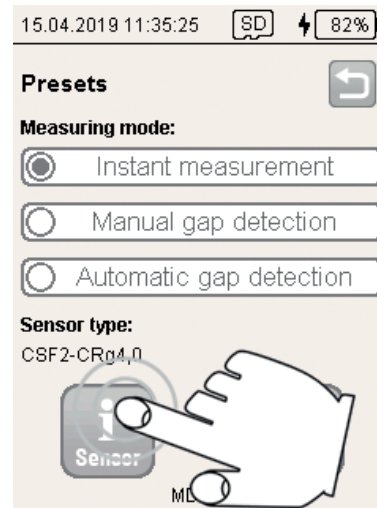 15.04.2019 11:35:25 SD 82%
Presets
Measuring mode:
Instant measurement
Manual gap detection
Automatic gap detection
Sensor type:
CSF2-CRg4,0
i
Sensor